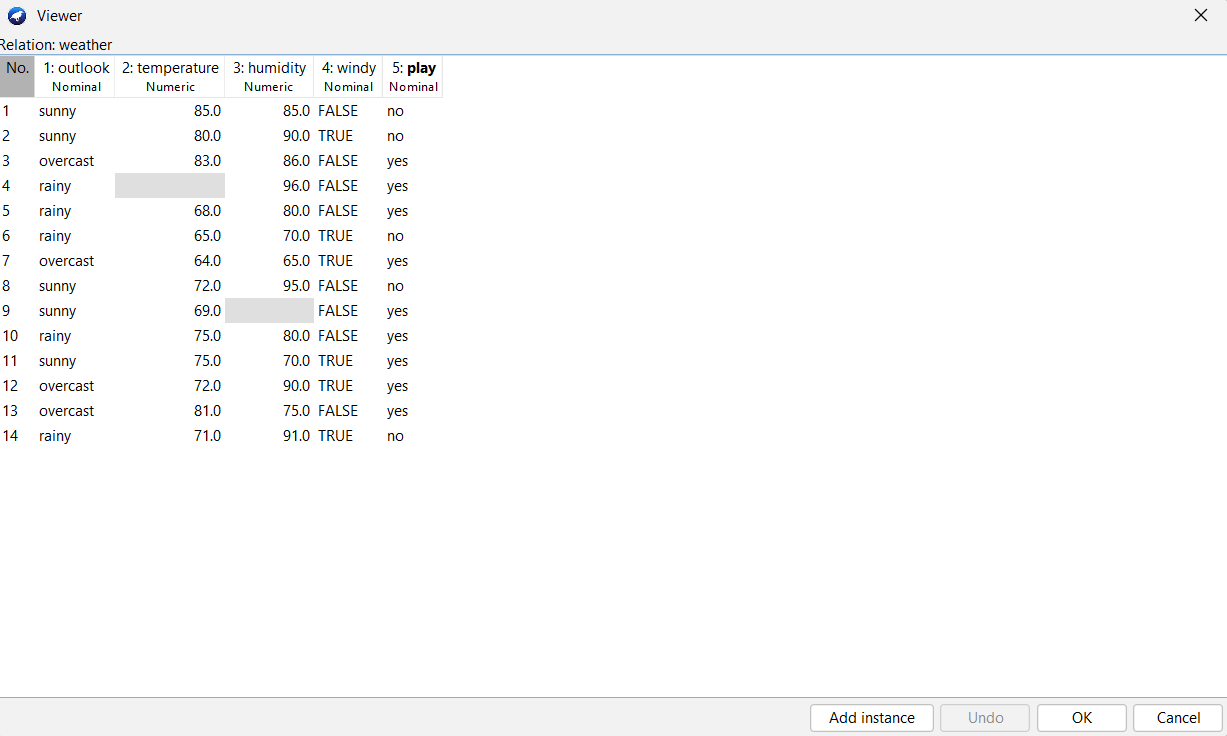 Viewer
Relation: weather
No. 1: outlook 2: temperature 3: humidity 4: windy 5: play
Nominal Numeric Numeric Nominal Nominal
1 sunny 85.0 85.0 FALSE no
2 sunny 80.0 90.0 TRUE no
3 overcast 83.0 86.0 FALSE yes
4 rainy 96.0 FALSE yes
5 rainy 68.0 80.0 FALSE yes
6 rainy 65.0 70.0 TRUE no
7 overcast 64.0 65.0 TRUE yes
8 sunny 72.0 95.0 FALSE no
9 sunny 69.0 FALSE yes
10 rainy 75.0 80.0 FALSE yes
11 sunny 75.0 70.0 TRUE yes
12 overcast 72.0 90.0 TRUE yes
13 overcast 81.0 75.0 FALSE yes
14 rainy 71.0 91.0 TRUE no
Add instance Undo OK Cancel